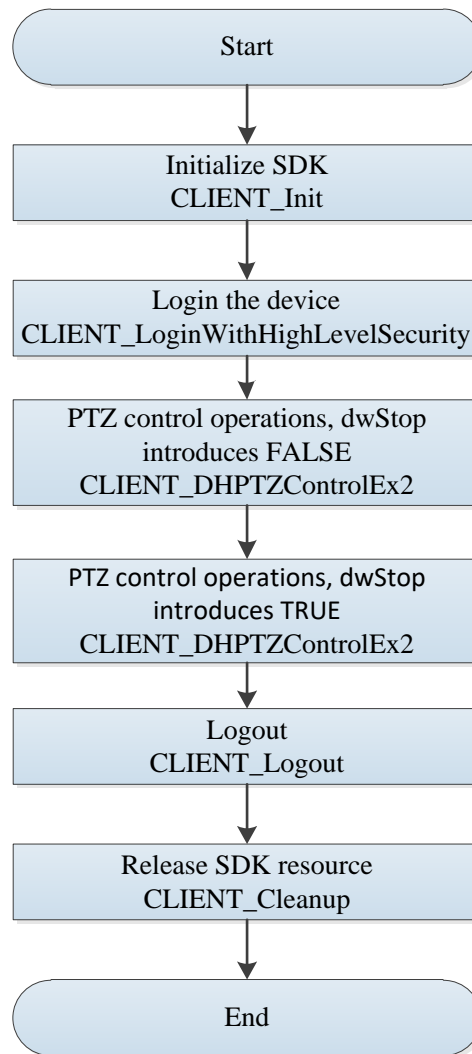 Start
Initialize SDK
CLIENT_Init
Login the device
CLIENT_LoginWithHighLevelSecurity
PTZ control operations, dwStop
introduces FALSE
CLIENT_DHPTZControlEx2
PTZ control operations, dwStop
introduces TRUE
CLIENT_DHPTZControlEx2
Logout
CLIENT_Logout
Release SDK resource
CLIENT_Cleanup
End